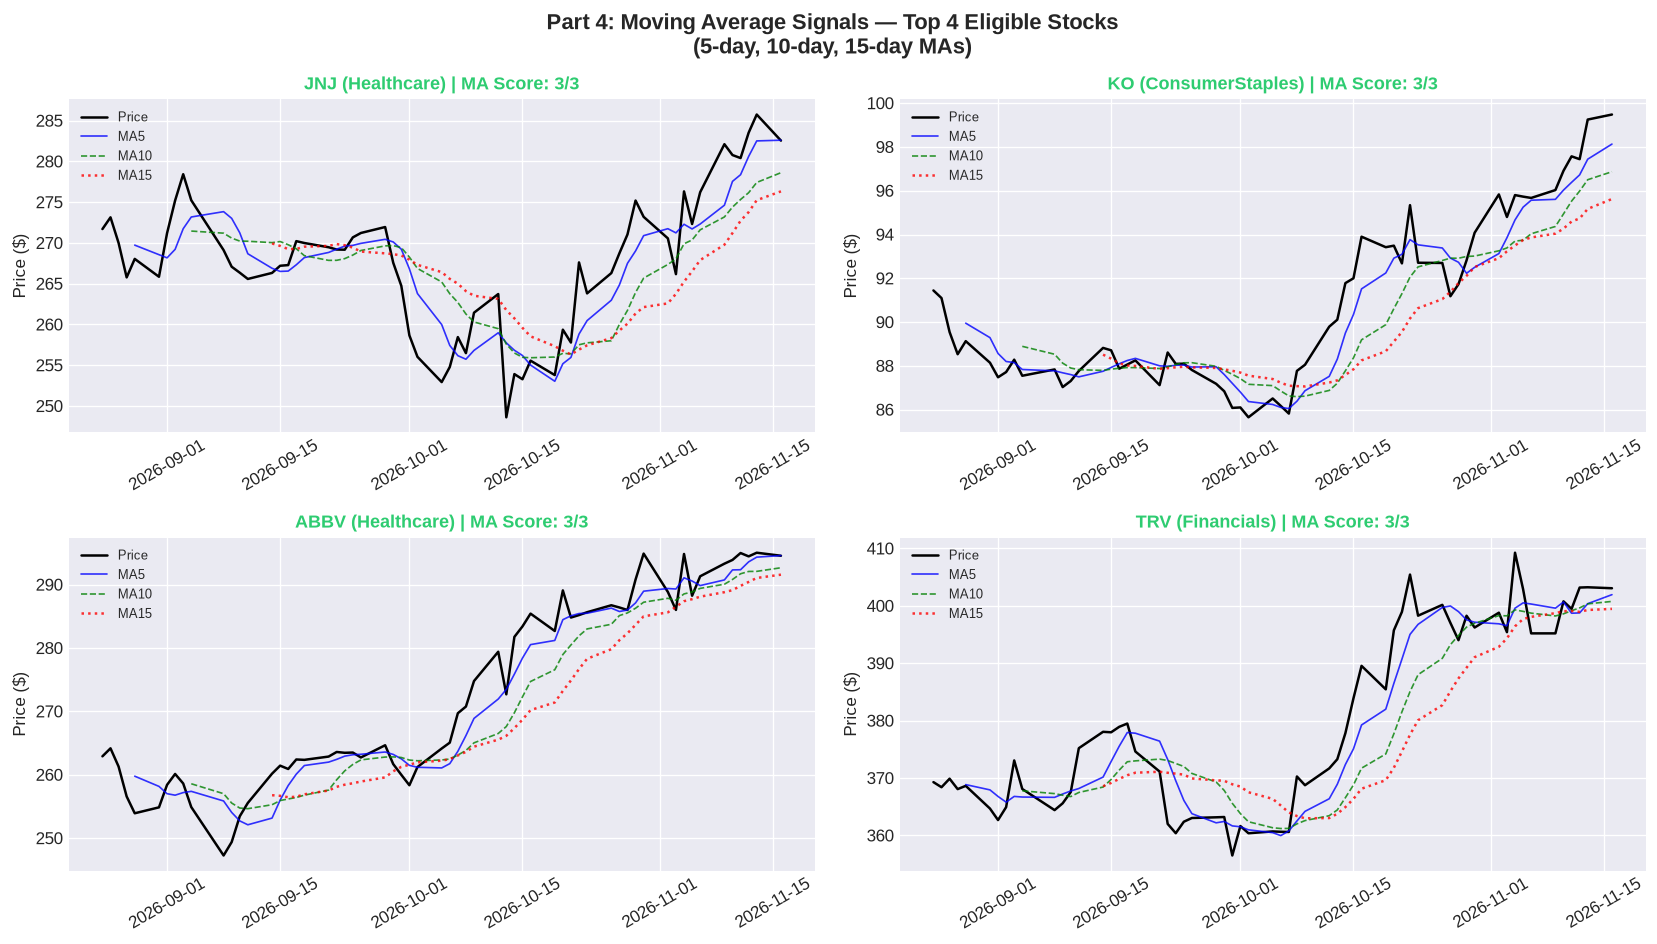 Part 4: Moving Average Signals — Top 4 Eligible Stocks
(5-day, 10-day, 15-day MAs)
JNJ (Healthcare) | MA Score: 3/3
Price
MA5
MA10
MA15
Price ($)
285
280
275
270
265
260
255
250
2026-09-01
2026-09-15
2026-10-01
2026-10-15
2026-11-01
2026-11-15
KO (ConsumerStaples) | MA Score: 3/3
Price
MA5
MA10
MA15
Price ($)
100
98
96
94
92
90
88
86
2026-09-01
2026-09-15
2026-10-01
2026-10-15
2026-11-01
2026-11-15
ABBV (Healthcare) | MA Score: 3/3
Price
MA5
MA10
MA15
Price ($)
290
280
270
260
250
2026-09-01
2026-09-15
2026-10-01
2026-10-15
2026-11-01
2026-11-15
TRV (Financials) | MA Score: 3/3
Price
MA5
MA10
MA15
Price ($)
410
400
390
380
370
360
2026-09-01
2026-09-15
2026-10-01
2026-10-15
2026-11-01
2026-11-15